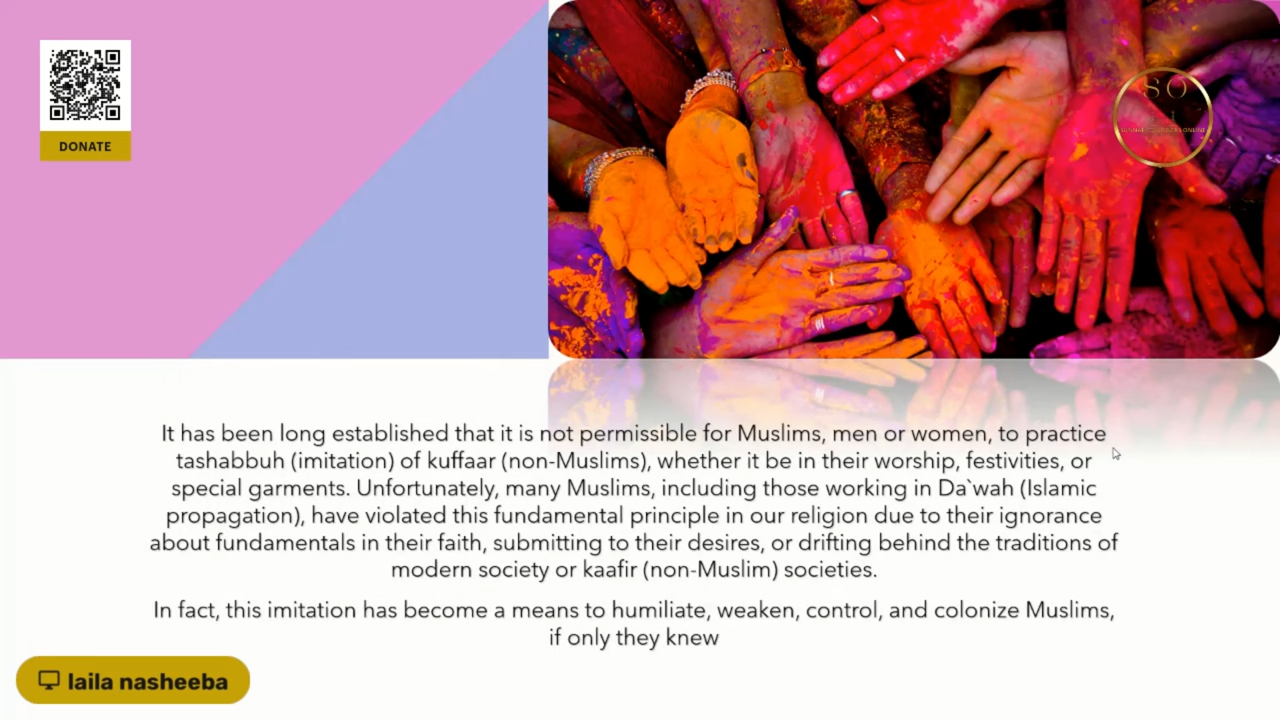 DONATE
S O
It has been long established that it is not permissible for Muslims, men or women, to practice
tashabbuh (imitation) of kuffaar (non-Muslims), whether it be in their worship, festivities, or
special garments. Unfortunately, many Muslims, including those working in Da`wah (Islamic
propagation), have violated this fundamental principle in our religion due to their ignorance
about fundamentals in their faith, submitting to their desires, or drifting behind the traditions of
modern society or kaafir (non-Muslim) societies.
In fact, this imitation has become a means to humiliate, weaken, control, and colonize Muslims,
if only they knew
laila nasheeba